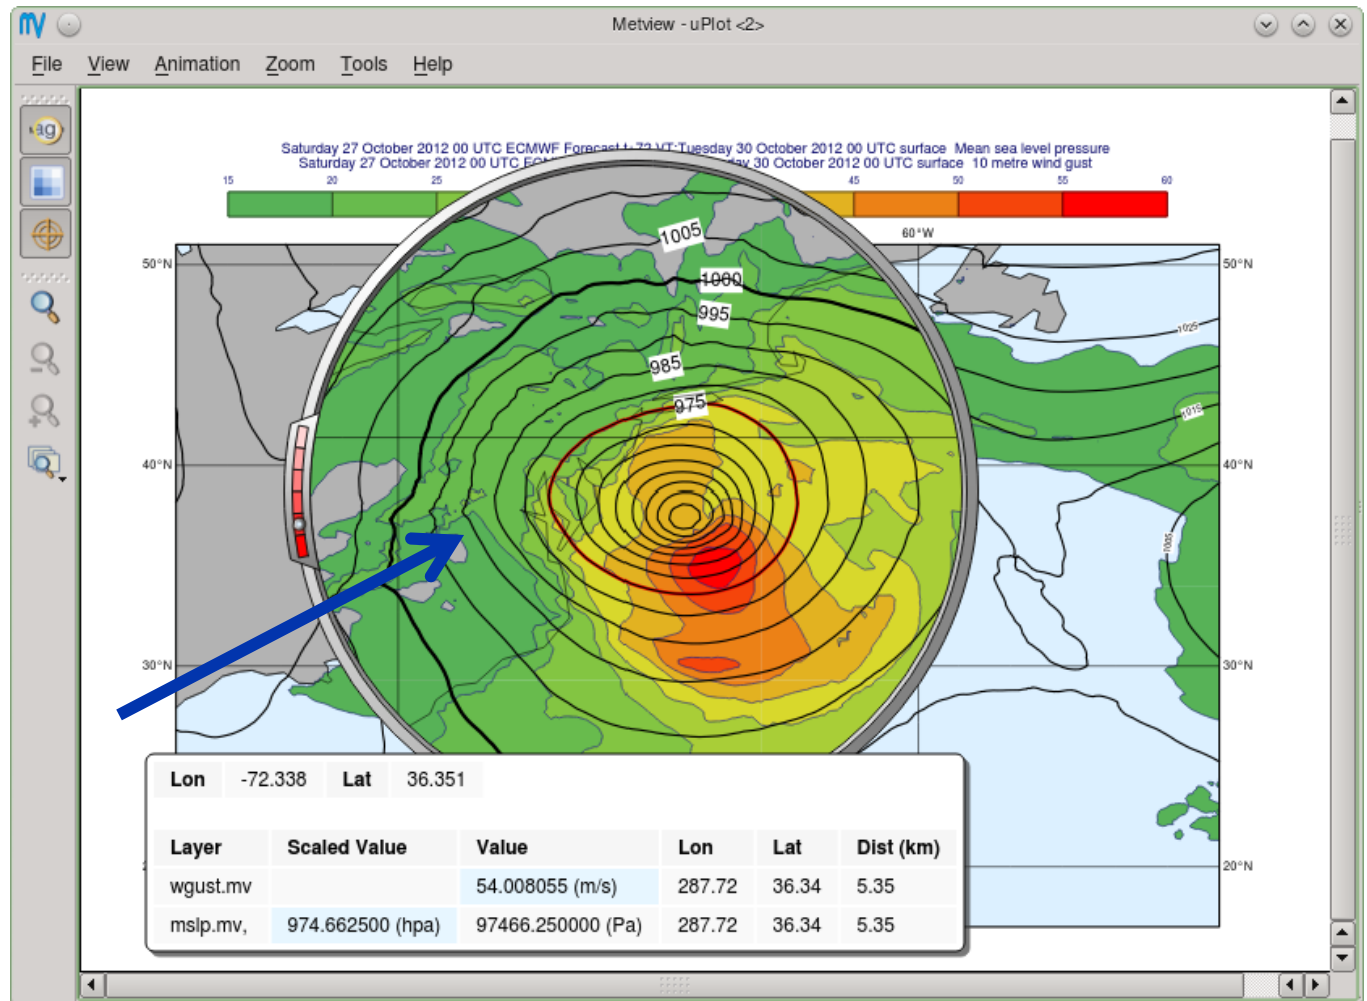 Metview - uPlot <2>
File View Animation Zoom Tools Help
Saturday 27 October 2012 00 UTC ECMWF Forecast t+72 VT:Tuesday 30 October 2012 00 UTC surface Mean sea level pressure
Saturday 27 October 2012 00 UTC 30 October 2012 00 UTC surface 10 metre wind gust
15 20 25 45 50 55 60
60°W
1005
50°N 50°N
1000
995
1025
985
975
1015
40°N 40°N
1005
30°N 30°N
Lon -72.338 Lat 36.351
Layer Scaled Value Value Lon Lat Dist (km)
20°N
wgust.mv 54.008055 (m/s) 287.72 36.34 5.35
mslp.mv, 974.662500 (hpa) 97466.250000 (Pa) 287.72 36.34 5.35